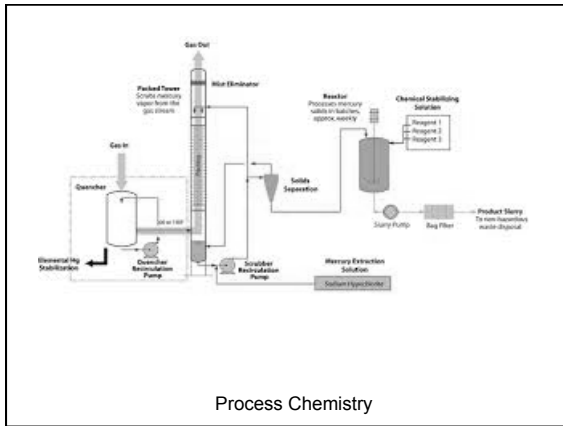 Gas Out
Packed Tower
Scrubs mercury
vapor from the
gas stream
Mist Eliminator
Reactor
Processes mercury
solids in batches,
approx. weekly
Chemical Stabilizing
Solution
Reagent 1
Reagent 2
Reagent 3
Gas In
Quencher
Packing
Solids
Separation
Elemental Hg
Stabilization
Quencher
Recirculation
Pump
Scrubber
Recirculation
Pump
Slurry Pump
Bag Filter
Product Slurry
To non-hazardous
waste disposal
Mercury Extraction
Solution
Sodium Hypochlorite
Process Chemistry